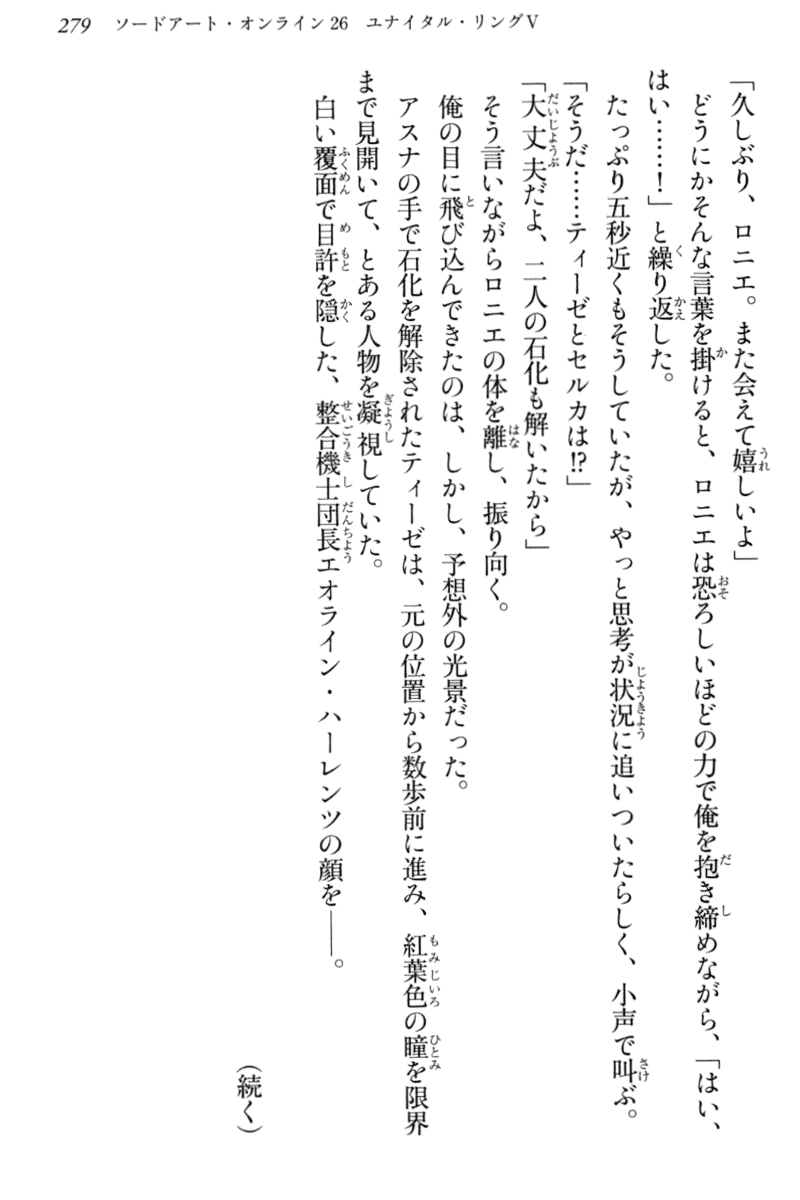 279 ソードアート・オンライン26 ユナイタル・リングⅤ
「久しぶり、ロニエ。また会えて嬉しいよ」
どうにかそんな言葉を掛けると、ロニエは恐ろしいほどの力で俺を抱き締めながら、「はい、
はい……！」と繰り返した。
たっぷり五秒近くもそうしていたが、やっと思考が状況に追いついたらしく、小声で叫ぶ。
「そうだ……ティーゼとセルカは!?」
「大丈夫だよ、二人の石化も解いたから」
そう言いながらロニエの体を離し、振り向く。
俺の目に飛び込んできたのは、しかし、予想外の光景だった。
アスナの手で石化を解除されたティーゼは、元の位置から数歩前に進み、紅葉色の瞳を限界
まで見開いて、とある人物を凝視していた。
白い覆面で目許を隠した、整合機士団長エオライン・ハーレンツの顔を――。
（続く）